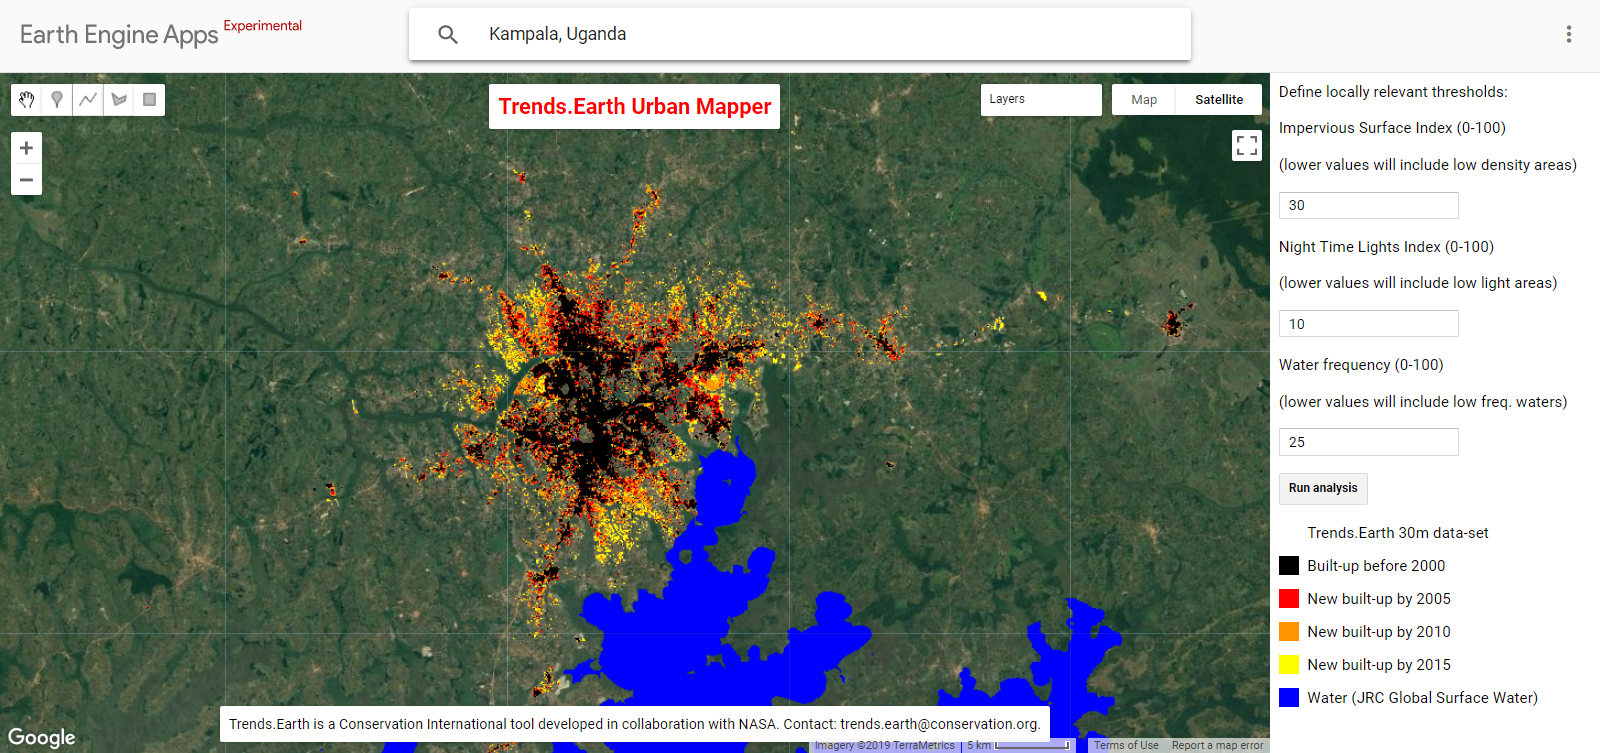 Earth Engine Apps Experimental
Kampala, Uganda
Trends.Earth Urban Mapper
Layers
Map Satellite
+
−
Define locally relevant thresholds:
Impervious Surface Index (0-100)
(lower values will include low density areas)
30
Night Time Lights Index (0-100)
(lower values will include low light areas)
10
Water frequency (0-100)
(lower values will include low freq. waters)
25
Run analysis
Trends.Earth 30m data-set
Built-up before 2000
New built-up by 2005
New built-up by 2010
New built-up by 2015
Water (JRC Global Surface Water)
Trends.Earth is a Conservation International tool developed in collaboration with NASA. Contact: trends.earth@conservation.org.
Google
Imagery ©2019 TerraMetrics 5 km Terms of Use Report a map error